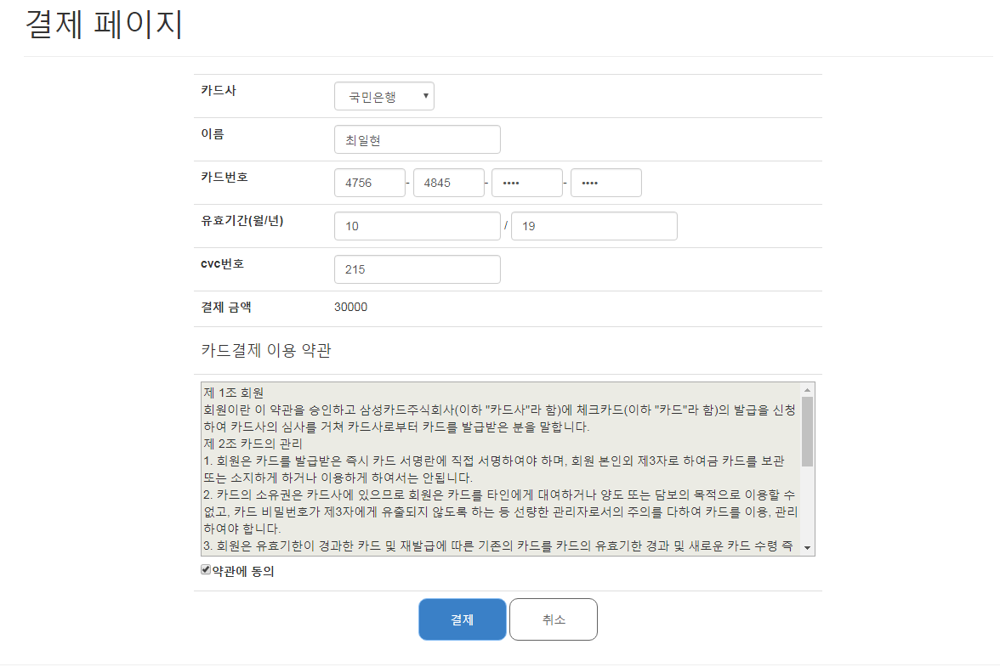 결제 페이지
카드사 국민은행
이름 최일현
카드번호 4756 - 4845 - •••• - ••••
유효기간(월/년) 10 / 19
cvc번호 215
결제 금액 30000
카드결제 이용 약관
제 1조 회원
회원이란 이 약관을 승인하고 삼성카드주식회사(이하 "카드사"라 함)에 체크카드(이하 "카드"라 함)의 발급을 신청
하여 카드사의 심사를 거쳐 카드사로부터 카드를 발급받은 분을 말합니다.
제 2조 카드의 관리
1. 회원은 카드를 발급받은 즉시 카드 서명란에 직접 서명하여야 하며, 회원 본인외 제3자로 하여금 카드를 보관
또는 소지하게 하거나 이용하게 하여서는 안됩니다.
2. 카드의 소유권은 카드사에 있으므로 회원은 카드를 타인에게 대여하거나 양도 또는 담보의 목적으로 이용할 수
없고, 카드 비밀번호가 제3자에게 유출되지 않도록 하는 등 선량한 관리자로서의 주의를 다하여 카드를 이용, 관리
하여야 합니다.
3. 회원은 유효기한이 경과한 카드 및 재발급에 따른 기존의 카드를 카드의 유효기한 경과 및 새로운 카드 수령 즉
약관에 동의
결제 취소